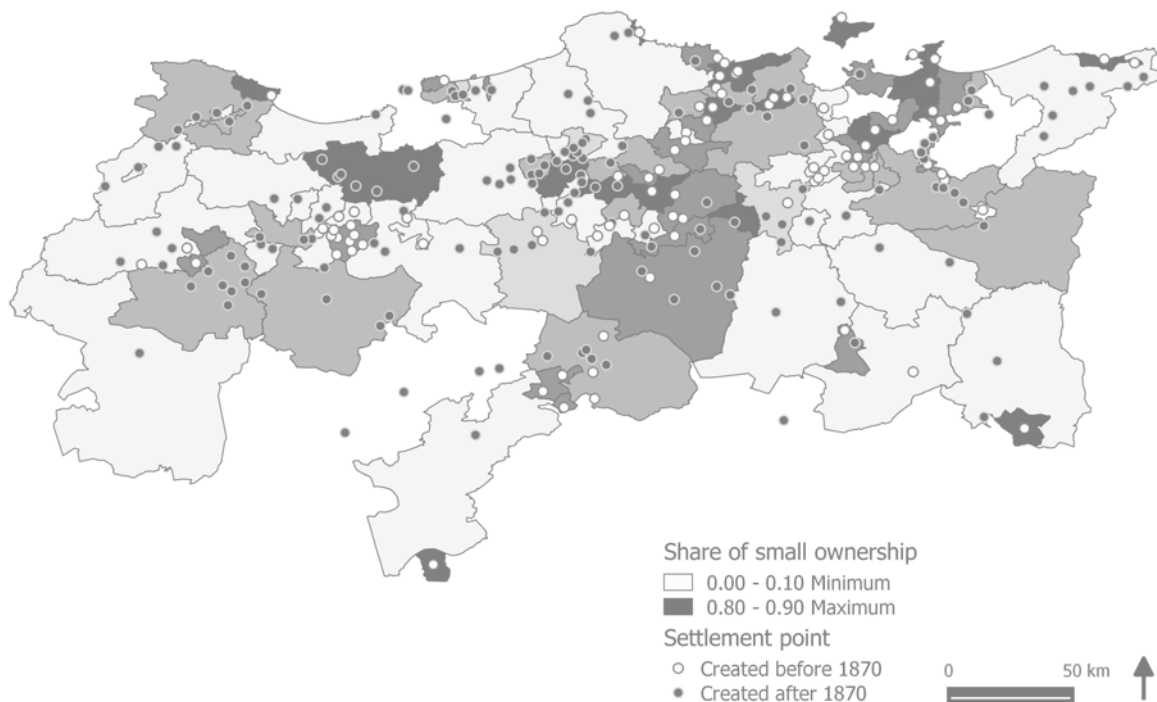 Share of small ownership
0.00 - 0.10 Minimum
0.80 - 0.90 Maximum
Settlement point
Created before 1870
Created after 1870
0 50 km